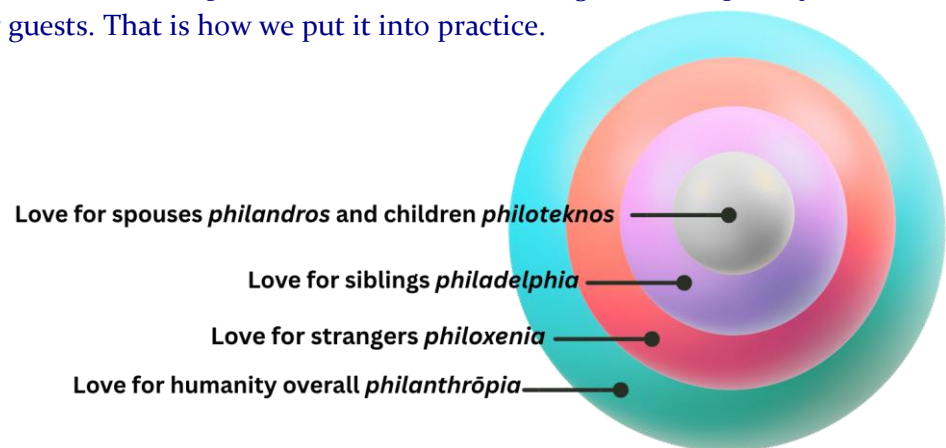 guests. That is how we put it into practice.
Love for spouses philandros and children philoteknos
Love for siblings philadelphia
Love for strangers philoxenia
Love for humanity overall philanthrōpia